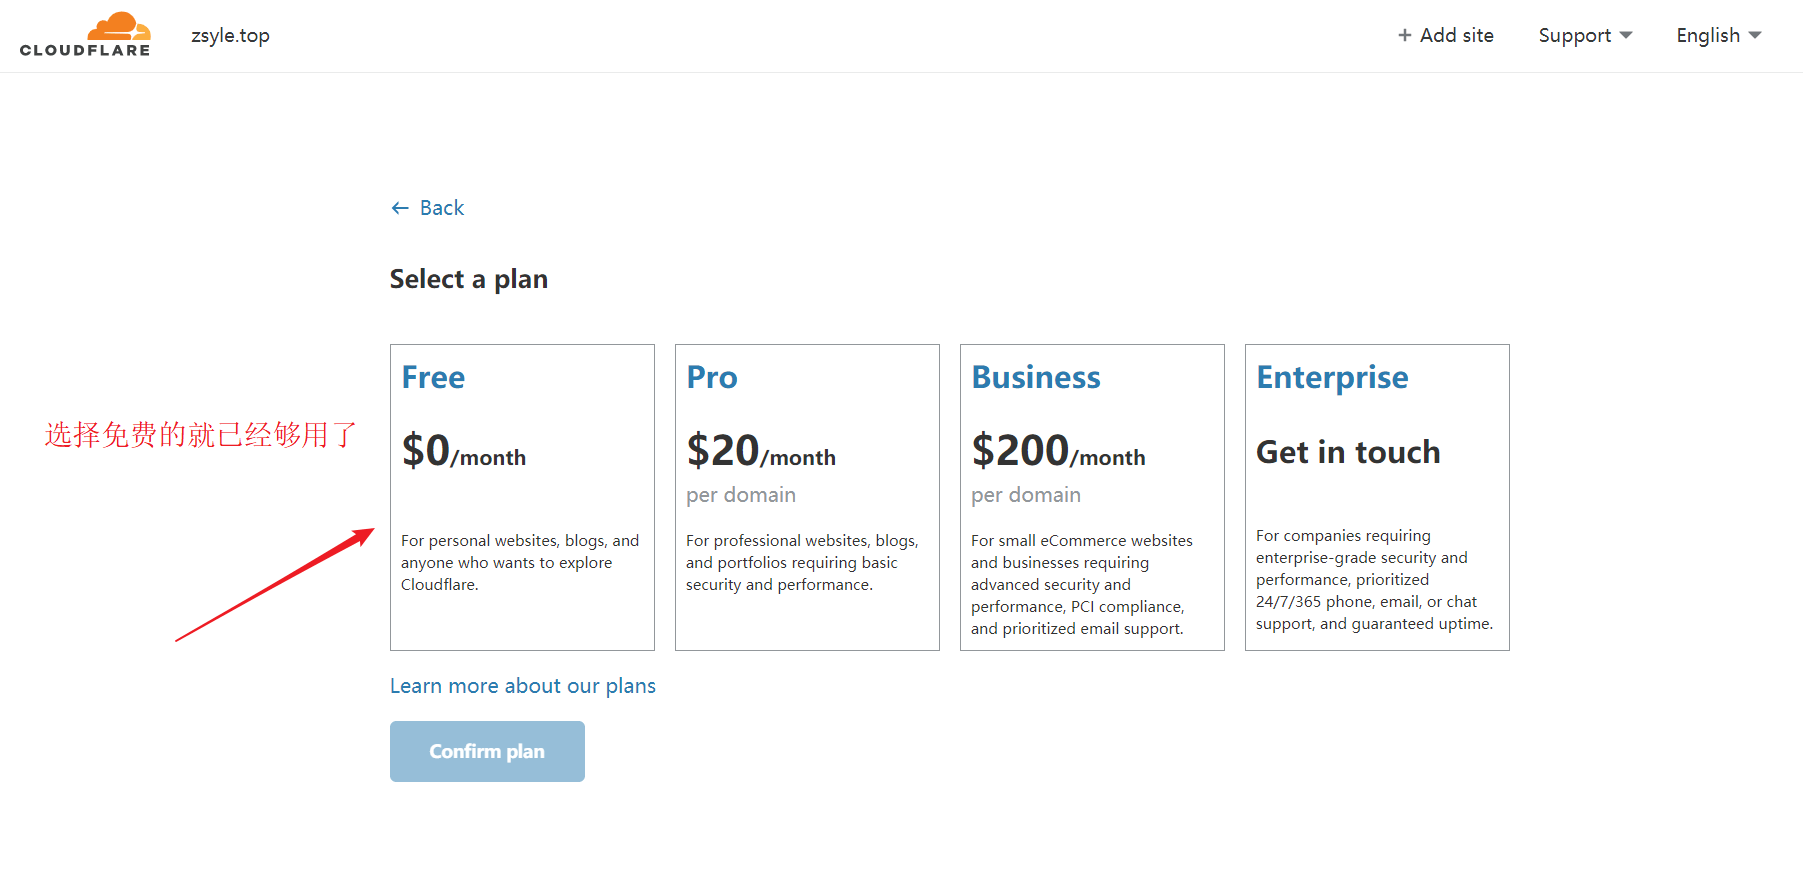 CLOUDFLARE
zsyle.top
+ Add site
Support
English
← Back
Select a plan
选择免费的就已经够用了
Free
$0/month
For personal websites, blogs, and
anyone who wants to explore
Cloudflare.
Pro
$20/month
per domain
For professional websites, blogs,
and portfolios requiring basic
security and performance.
Business
$200/month
per domain
For small eCommerce websites
and businesses requiring
advanced security and
performance, PCI compliance,
and prioritized email support.
Enterprise
Get in touch
For companies requiring
enterprise-grade security and
performance, prioritized
24/7/365 phone, email, or chat
support, and guaranteed uptime.
Learn more about our plans
Confirm plan